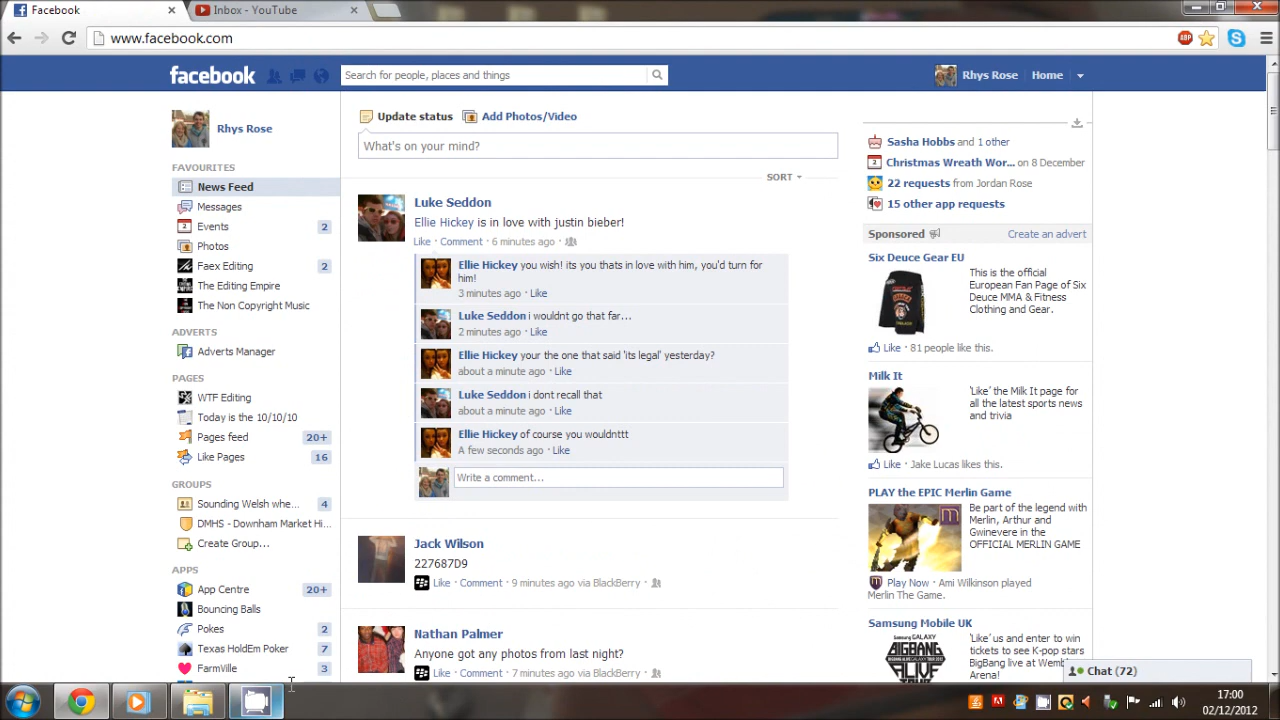 Facebook
Inbox - YouTube
www.facebook.com
ABP
facebook
Search for people, places and things
Rhys Rose
Home
Rhys Rose
FAVOURITES
News Feed
Messages
Events 2
Photos
Faex Editing 2
The Editing Empire
The Non Copyright Music
ADVERTS
Adverts Manager
PAGES
WTF Editing
Today is the 10/10/10
Pages feed 20+
Like Pages 16
GROUPS
Sounding Welsh whe... 4
DMHS - Downham Market Hi...
Create Group...
APPS
App Centre 20+
Bouncing Balls
Pokes 2
Texas HoldEm Poker 7
FarmVille 3
Update status Add Photos/Video
What's on your mind?
SORT
Luke Seddon
Ellie Hickey is in love with justin bieber!
Like · Comment · 6 minutes ago ·
Ellie Hickey you wish! its you thats in love with him, you'd turn for
him!
3 minutes ago · Like
Luke Seddon i wouldnt go that far...
2 minutes ago · Like
Ellie Hickey your the one that said 'its legal' yesterday?
about a minute ago · Like
Luke Seddon i dont recall that
about a minute ago · Like
Ellie Hickey of course you wouldnttt
A few seconds ago · Like
Write a comment...
Jack Wilson
227687D9
Like · Comment · 9 minutes ago via BlackBerry ·
Nathan Palmer
Anyone got any photos from last night?
Like · Comment · 7 minutes ago via BlackBerry ·
Sasha Hobbs and 1 other
Christmas Wreath Wor... on 8 December
22 requests from Jordan Rose
15 other app requests
Sponsored Create an advert
Six Deuce Gear EU
This is the official
European Fan Page of Six
Deuce MMA & Fitness
Clothing and Gear.
Like · 81 people like this.
Milk It
'Like' the Milk It page for
all the latest sports news
and trivia
Like · Jake Lucas likes this.
PLAY the EPIC Merlin Game
Be part of the legend with
Merlin, Arthur and
Gwinevere in the
OFFICIAL MERLIN GAME
Play Now · Ami Wilkinson played
Merlin The Game.
Samsung Mobile UK
Samsung GALAXY
BIGBANG
ALIVE
'Like' us and enter to win
tickets to see K-pop stars
BigBang live at Wemb
Arena!
Chat (72)
17:00
02/12/2012